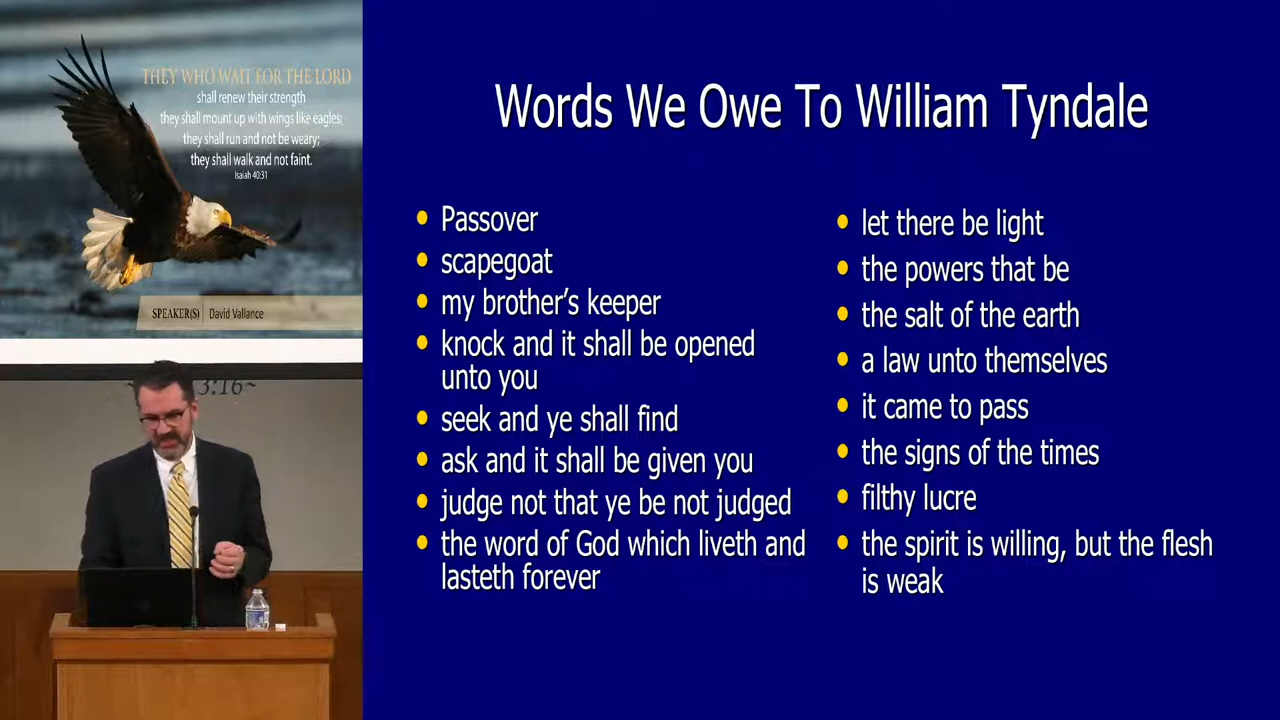 THEY WHO WAIT FOR THE LORD
shall renew their strength
they shall mount up with wings like eagles;
they shall run and not be weary;
they shall walk and not faint.
Isaiah 40:31
SPEAKER(S) David Vallance
3:16~
Words We Owe To William Tyndale
• Passover
• scapegoat
• my brother's keeper
• knock and it shall be opened
unto you
• seek and ye shall find
• ask and it shall be given you
• judge not that ye be not judged
• the word of God which liveth and
lasteth forever
• let there be light
• the powers that be
• the salt of the earth
• a law unto themselves
• it came to pass
• the signs of the times
• filthy lucre
• the spirit is willing, but the flesh
is weak